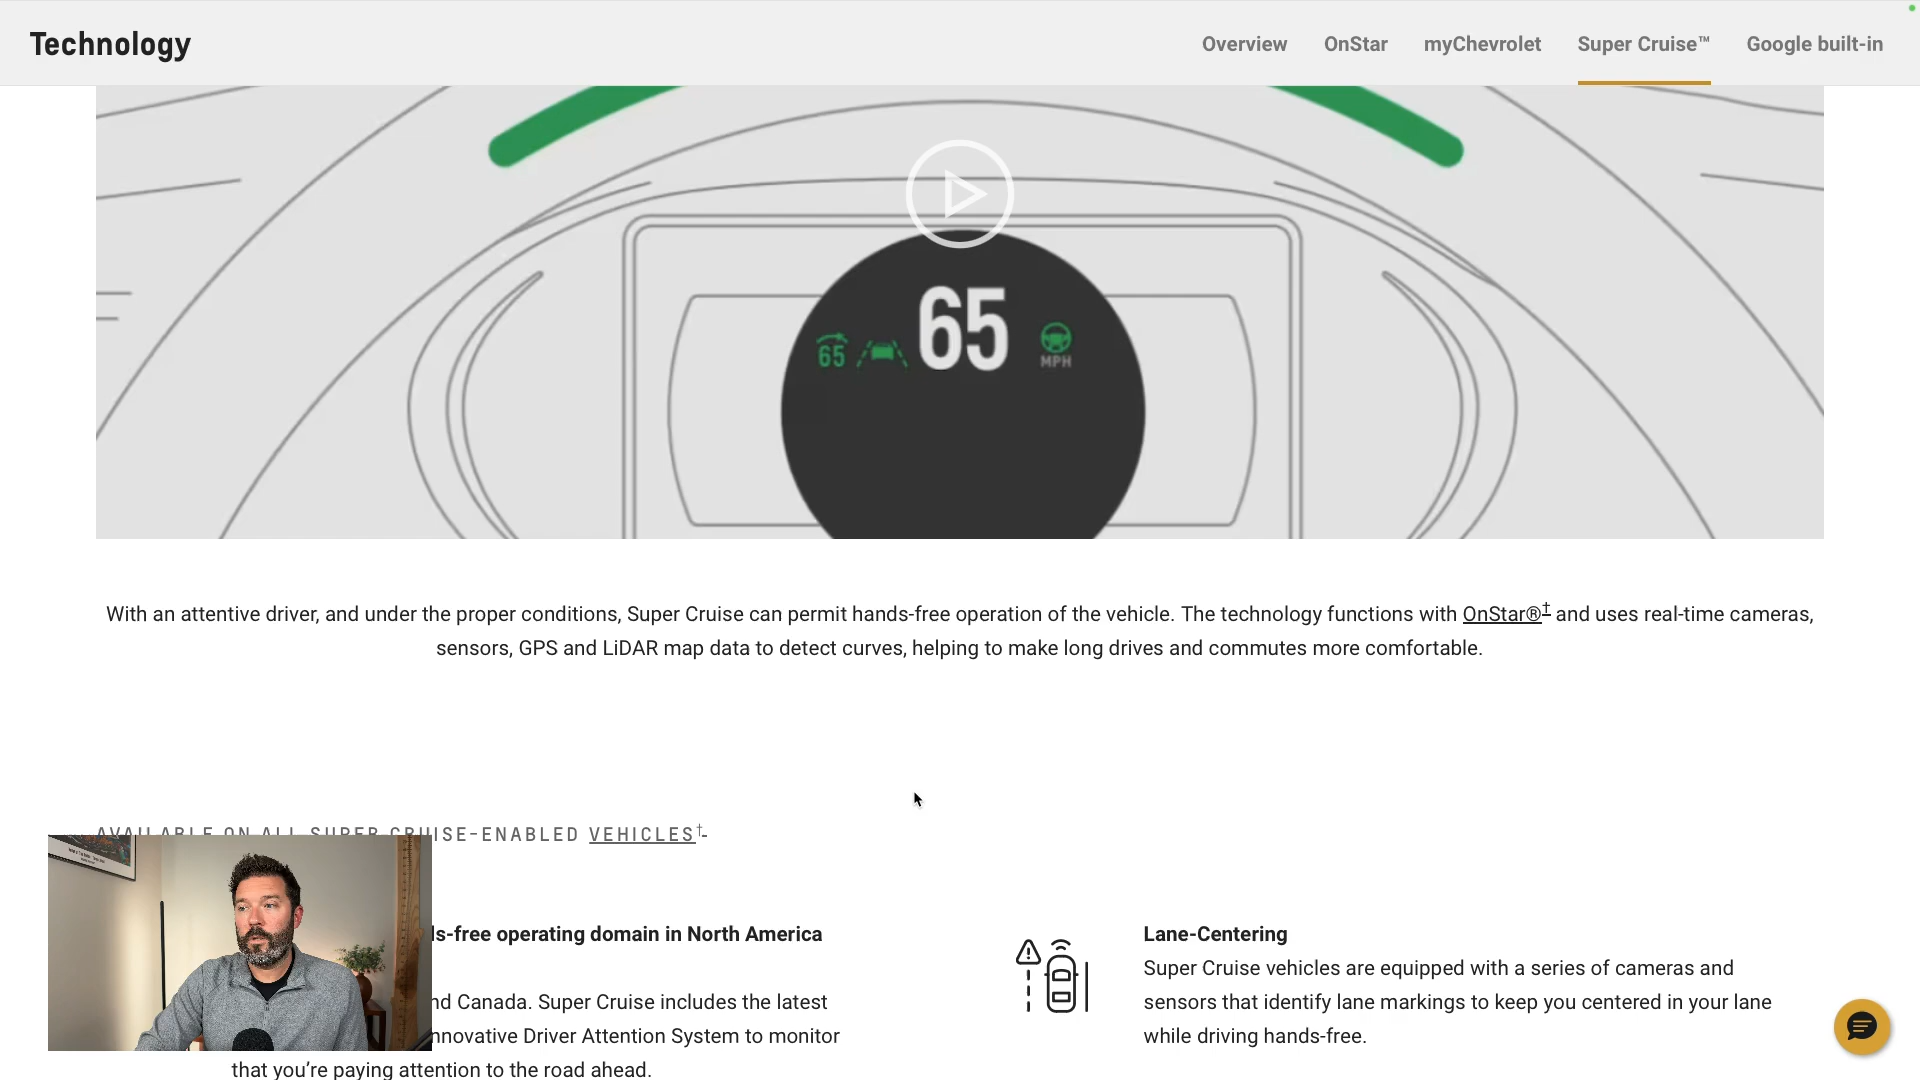 Technology
Overview OnStar myChevrolet Super Cruise™ Google built-in
65
65
MPH
With an attentive driver, and under the proper conditions, Super Cruise can permit hands-free operation of the vehicle. The technology functions with OnStar®† and uses real-time cameras,
sensors, GPS and LiDAR map data to detect curves, helping to make long drives and commutes more comfortable.
AVAILABLE ON ALL SUPER CRUISE-ENABLED VEHICLES†
ls-free operating domain in North America
nd Canada. Super Cruise includes the latest
nnovative Driver Attention System to monitor
that you’re paying attention to the road ahead.
Lane-Centering
Super Cruise vehicles are equipped with a series of cameras and
sensors that identify lane markings to keep you centered in your lane
while driving hands-free.